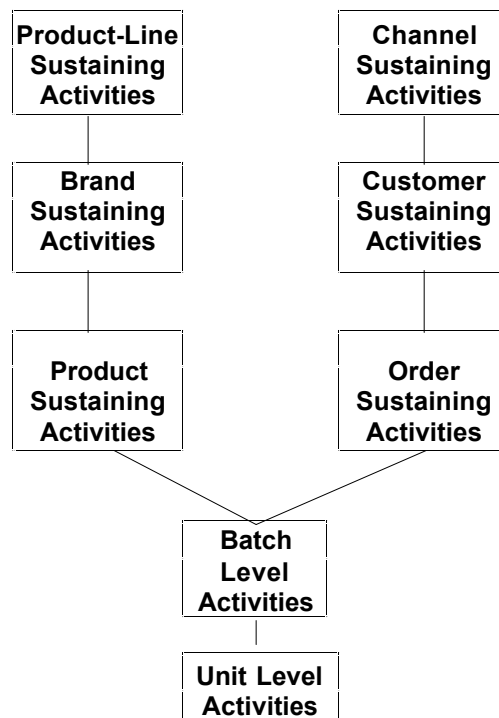 Product-Line
Sustaining
Activities
Channel
Sustaining
Activities
Brand
Sustaining
Activities
Customer
Sustaining
Activities
Product
Sustaining
Activities
Order
Sustaining
Activities
Batch
Level
Activities
Unit Level
Activities